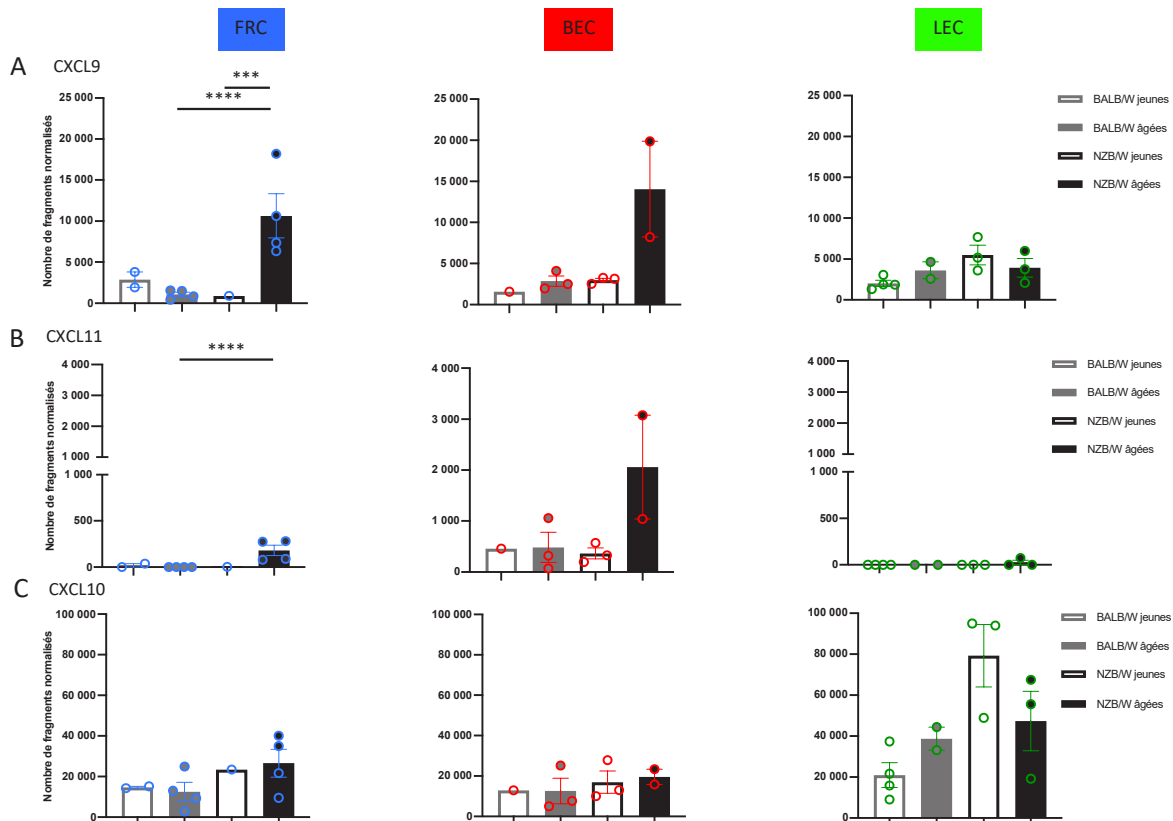 FRC
BEC
LEC
A
CXCL9
***
****
Nombre de fragments normalisés
25 000
20 000
15 000
10 000
5 000
0
25 000
20 000
15 000
10 000
5 000
0
25 000
20 000
15 000
10 000
5 000
0
BALB/W jeunes
BALB/W âgées
NZB/W jeunes
NZB/W âgées
B
CXCL11
****
Nombre de fragments normalisés
4 000
3 000
2 000
1 000
1 000
500
0
4 000
3 000
2 000
1 000
0
4 000
3 000
2 000
1 000
1 000
500
0
BALB/W jeunes
BALB/W âgées
NZB/W jeunes
NZB/W âgées
C
CXCL10
Nombre de fragments normalisés
100 000
80 000
60 000
40 000
20 000
0
100 000
80 000
60 000
40 000
20 000
0
100 000
80 000
60 000
40 000
20 000
0
BALB/W jeunes
BALB/W âgées
NZB/W jeunes
NZB/W âgées